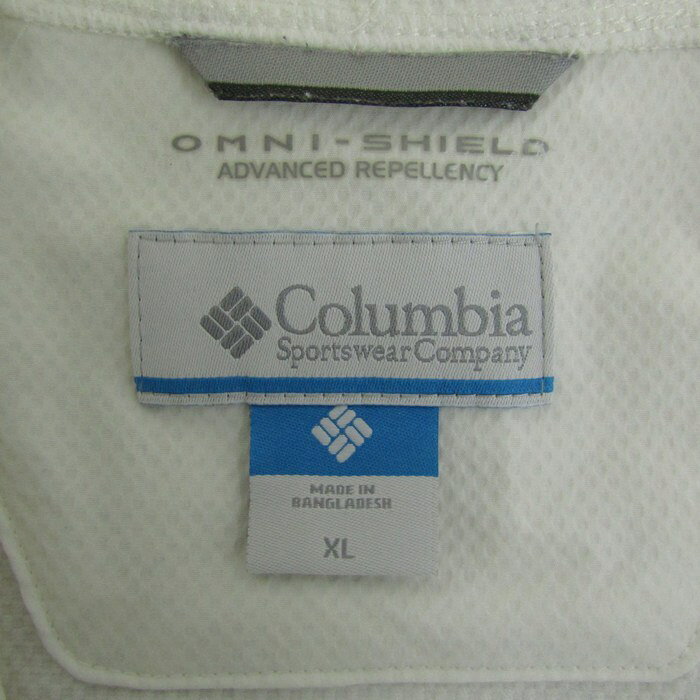 OMNI-SHIELD
ADVANCED REPELLENCY
Columbia
Sportswear Company
MADE IN
BANGLADESH
XL